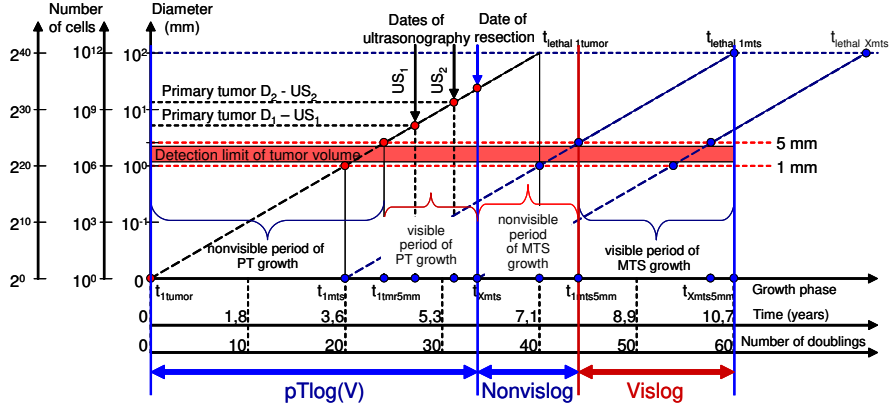 Number of cells
Diameter (mm)
Dates of ultrasonography
Date of resection
t lethal 1tumor
t lethal 1mts
t lethal Xmts
2^40
10^12
10^2
US1
US2
Primary tumor D2 - US2
2^30
10^9
10^1
Primary tumor D1 – US1
5 mm
Detection limit of tumor volume
2^20
10^6
10^0
1 mm
2^10
10^3
10^-1
nonvisible period of PT growth
visible period of PT growth
nonvisible period of MTS growth
visible period of MTS growth
2^0
10^0
0
t1tumor
t1mts
t1tmr5mm
tXmts
t1mts5mm
tXmts5mm
Growth phase
0 1,8 3,6 5,3 7,1 8,9 10,7 Time (years)
0 10 20 30 40 50 60 Number of doublings
pTlog(V) Nonvislog Vislog